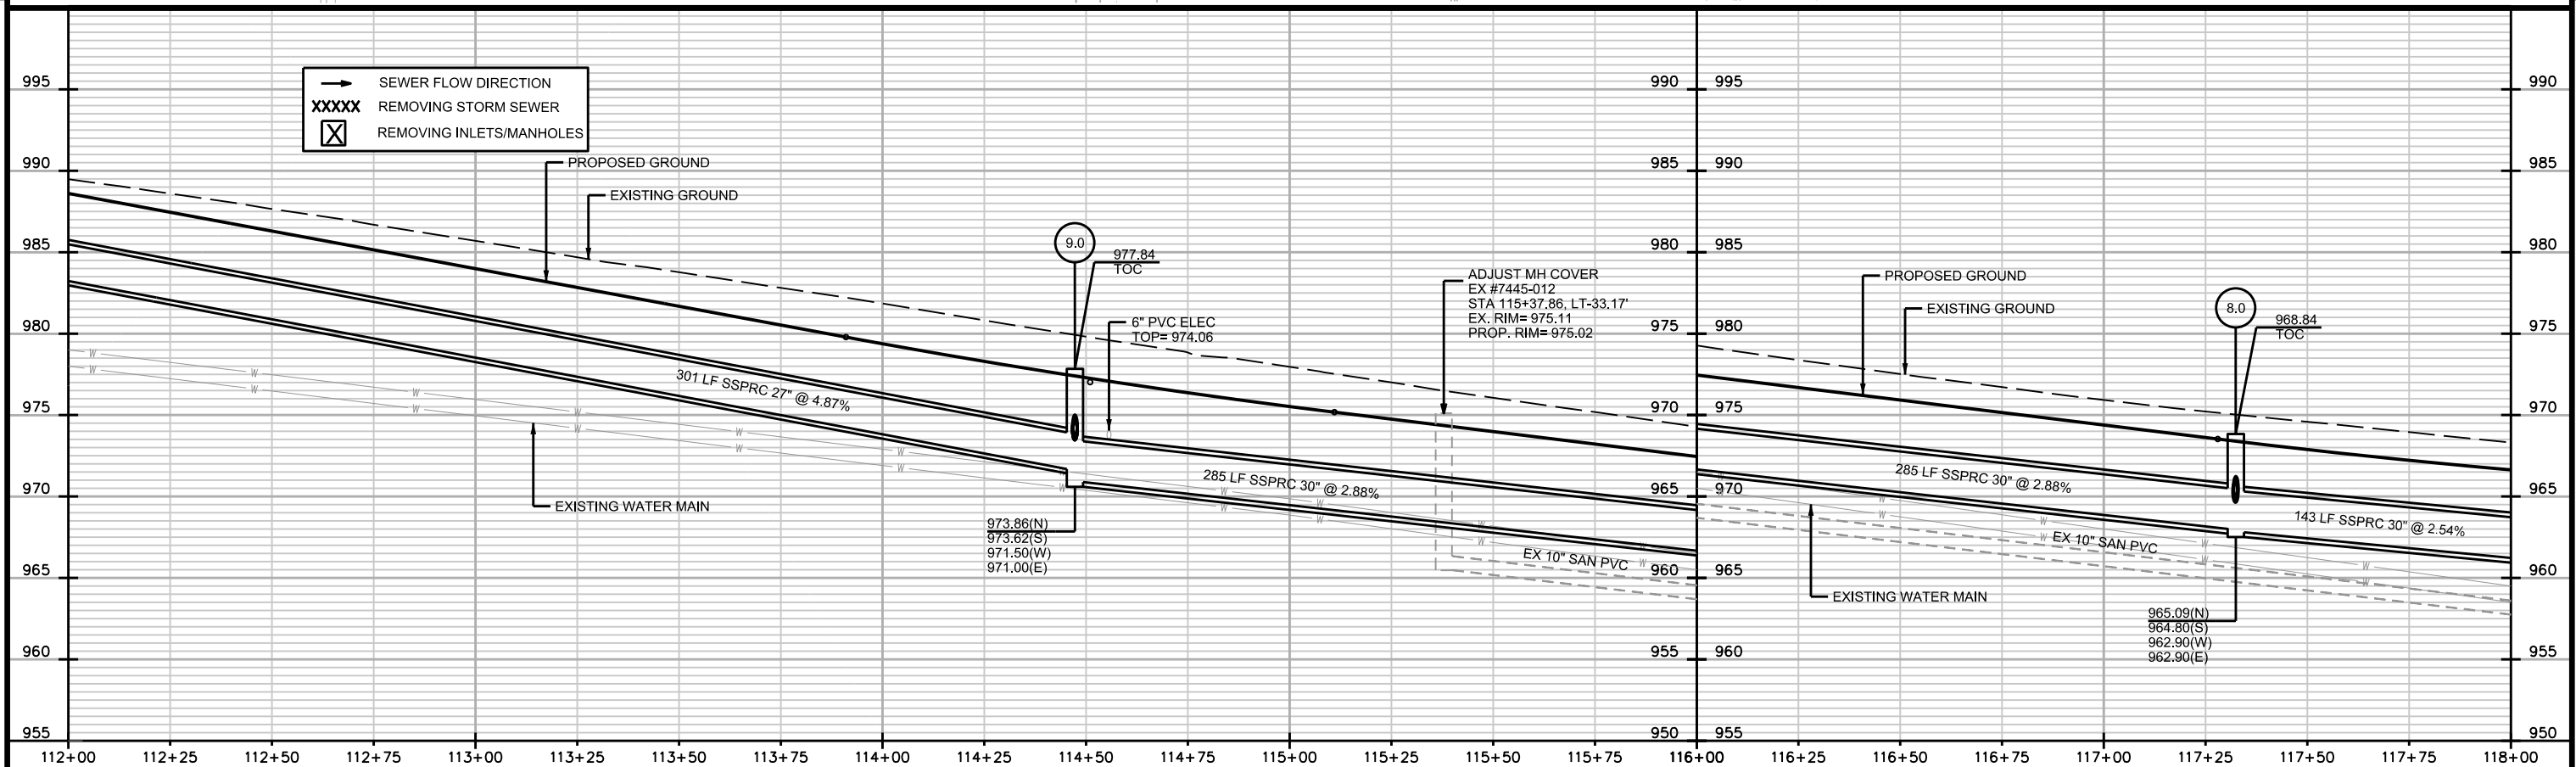 SEWER FLOW DIRECTION
XXXXX REMOVING STORM SEWER
X REMOVING INLETS/MANHOLES
995
990
985
980
975
970
965
960
955
PROPOSED GROUND
EXISTING GROUND
9.0
977.84
TOC
6" PVC ELEC
TOP= 974.06
ADJUST MH COVER
EX #7445-012
STA 115+37.86, LT-33.17'
EX. RIM= 975.11
PROP. RIM= 975.02
301 LF SSPRC 27" @ 4.87%
285 LF SSPRC 30" @ 2.88%
EXISTING WATER MAIN
973.86(N)
973.62(S)
971.50(W)
971.00(E)
EX 10" SAN PVC
990 995
985 990
980 985
975 980
970 975
965 970
960 965
955 960
950 955
PROPOSED GROUND
EXISTING GROUND
8.0
968.84
TOC
285 LF SSPRC 30" @ 2.88%
143 LF SSPRC 30" @ 2.54%
EX 10" SAN PVC
EXISTING WATER MAIN
965.09(N)
964.80(S)
962.90(W)
962.90(E)
990
985
980
975
970
965
960
955
950
112+00 112+25 112+50 112+75 113+00 113+25 113+50 113+75 114+00 114+25 114+50 114+75 115+00 115+25 115+50 115+75 116+00 116+25 116+50 116+75 117+00 117+25 117+50 117+75 118+00